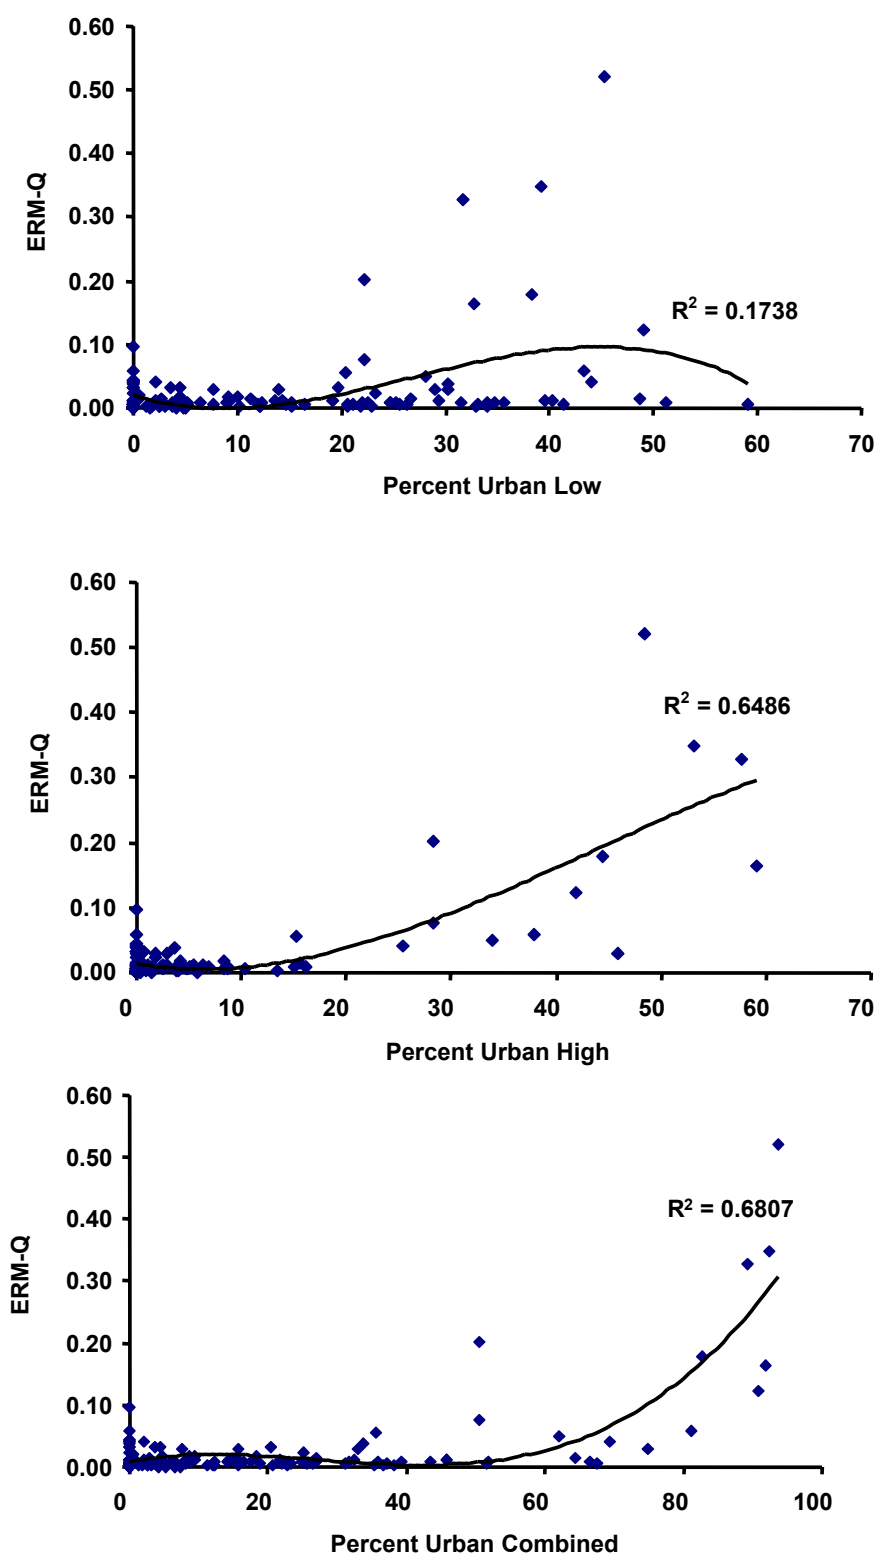 0.60
0.50
0.40
0.30
0.20
0.10
0.00
ERM-Q
R² = 0.1738
0 10 20 30 40 50 60 70
Percent Urban Low
0.60
0.50
0.40
0.30
0.20
0.10
0.00
ERM-Q
R² = 0.6486
0 10 20 30 40 50 60 70
Percent Urban High
0.60
0.50
0.40
0.30
0.20
0.10
0.00
ERM-Q
R² = 0.6807
0 20 40 60 80 100
Percent Urban Combined